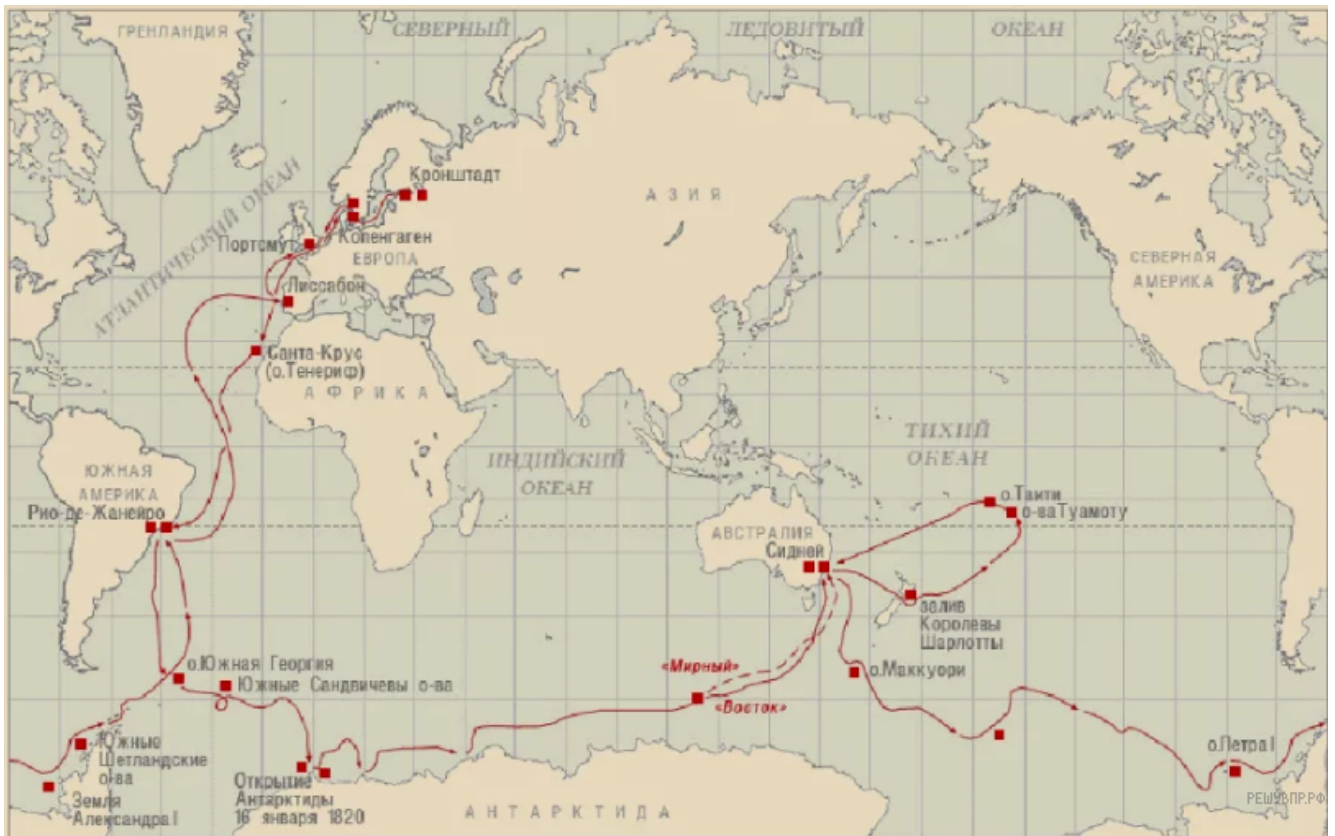 ГРЕНЛАНДИЯ
СЕВЕРНЫЙ
ЛЕДОВИТЫЙ
ОКЕАН
АТЛАНТИЧЕСКИЙ ОКЕАН
Кронштадт
АЗИЯ
Портсмут
Копенгаген
ЕВРОПА
СЕВЕРНАЯ
АМЕРИКА
Лиссабон
Санта-Крус
(о.Тенериф)
АФРИКА
ТИХИЙ
ОКЕАН
ИНДИЙСКИЙ
ОКЕАН
ЮЖНАЯ
АМЕРИКА
Рио-де-Жанейро
о.Таити
о-ва Туамоту
АВСТРАЛИЯ
Сидней
залив
Королевы
Шарлотты
о.Южная Георгия
Южные Сандвичевы о-ва
«Мирный»
«Восток»
о.Маккуори
Южные
Шетландские
о-ва
Земля
Александра I
Открытие
Антарктиды
16 января 1820
АНТАРКТИДА
о.Петра I
РЕШУВПР.РФ